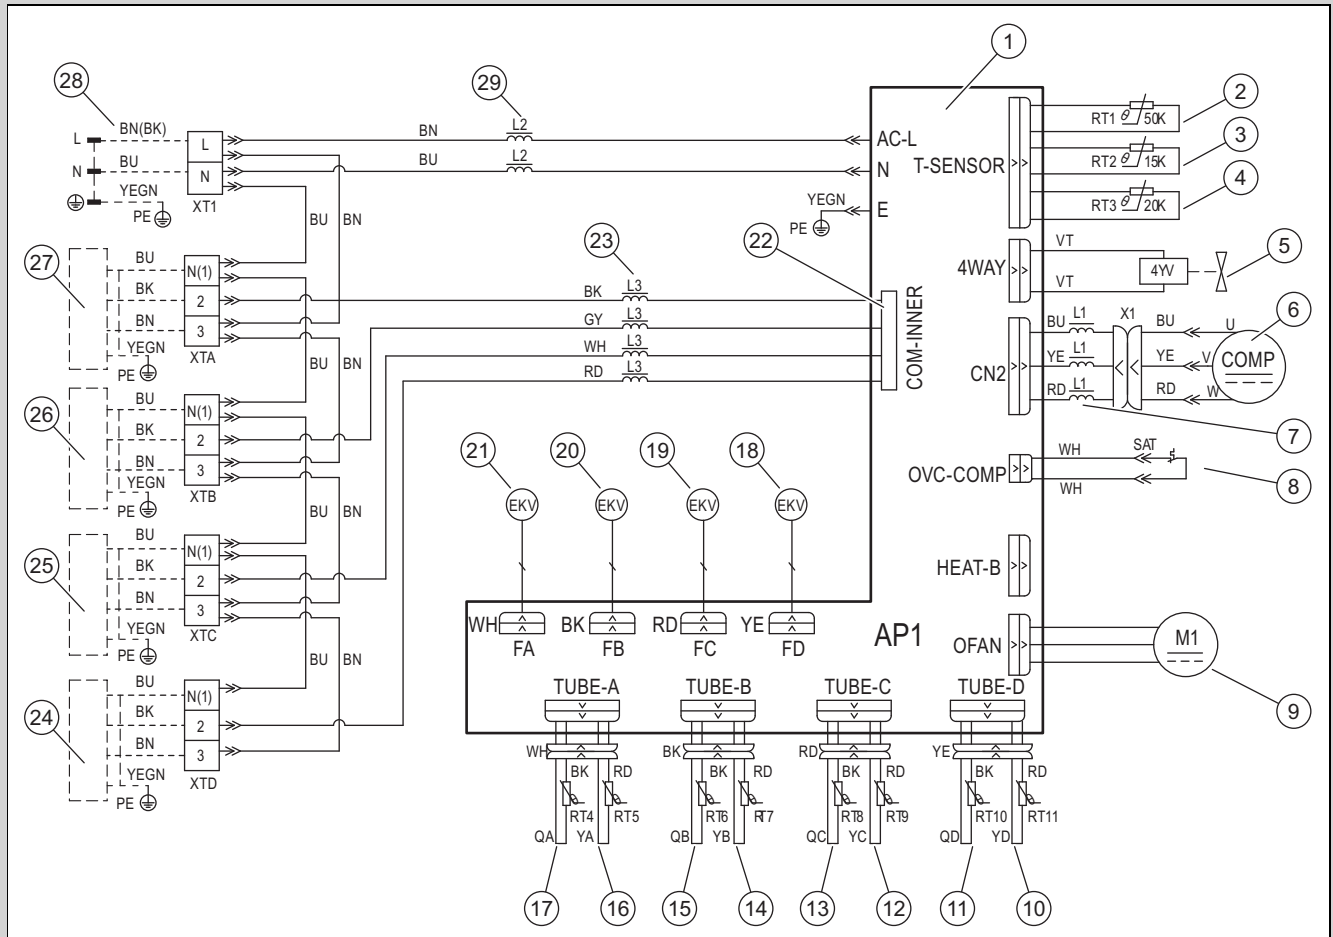 1
28
29
2
L2
BN(BK)
BN
L
L
AC-L
RT1 θ 50K
3
L2
BU
BU
N
N
N
T-SENSOR
RT2 θ 15K
YEGN
YEGN
4
PE
XT1
E
RT3 θ 20K
PE
BU
BN
23
22
VT
5
27
BU
N(1)
4WAY
4YV
BK
2
BK
L3
VT
BN
3
GY
L3
COM-INNER
6
YEGN
XTA
WH
L3
BU
L1
X1
BU
U
PE
BU
BN
RD
L3
CN2
YE
L1
YE
V
COMP
RD
L1
RD
W
26
BU
N(1)
7
BK
2
21
20
19
18
BN
3
WH
SAT
YEGN
XTB
OVC-COMP
8
PE
BU
BN
EKV
EKV
EKV
EKV
WH
25
BU
N(1)
BK
2
HEAT-B
BN
3
YEGN
XTC
WH
BK
RD
YE
AP1
OFAN
M1
PE
BU
BN
FA
FB
FC
FD
24
BU
N(1)
TUBE-A
TUBE-B
TUBE-C
TUBE-D
9
BK
2
BN
3
WH
BK
RD
YE
YEGN
XTD
BK
RD
BK
RD
BK
RD
BK
RD
PE
RT4
RT5
RT6
RT7
RT8
RT9
RT10
RT11
QA
YA
QB
YB
QC
YC
QD
YD
17
16
15
14
13
12
11
10